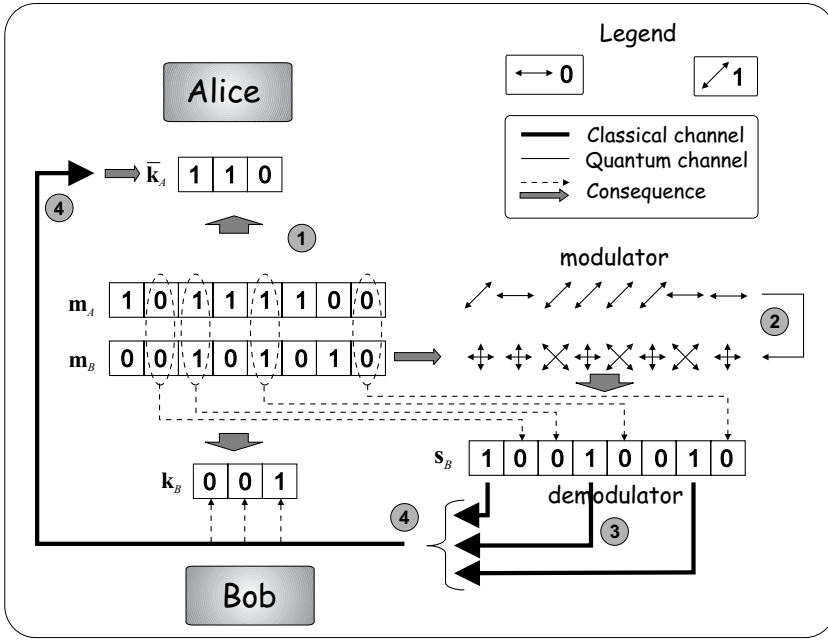 Legend
0
1
Alice
Classical channel
Quantum channel
Consequence
k̄A 1 1 0
4
1
modulator
mA 1 0 1 1 1 1 0 0
2
mB 0 0 1 0 1 0 1 0
sB 1 0 0 1 0 0 1 0
kB 0 0 1
demodulator
4
3
Bob